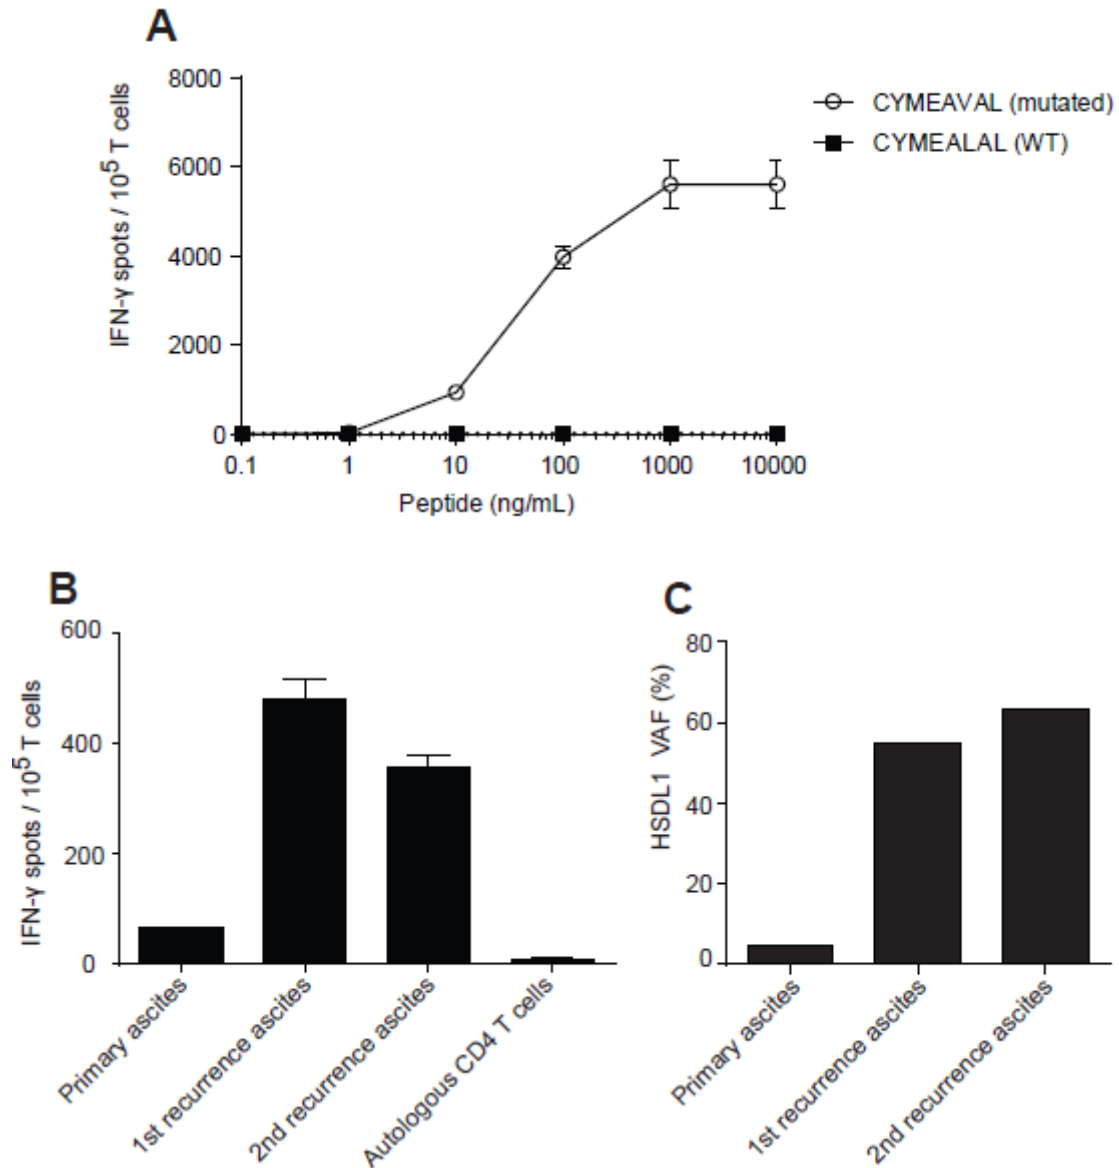 A
8000
6000
4000
2000
0
IFN-γ spots / 10⁵ T cells
0.1 1 10 100 1000 10000
Peptide (ng/mL)
CYMEAVAL (mutated)
CYMEALAL (WT)
B
600
400
200
0
IFN-γ spots / 10⁵ T cells
Primary ascites
1st recurrence ascites
2nd recurrence ascites
Autologous CD4 T cells
C
80
60
40
20
0
HSDL1 VAF (%)
Primary ascites
1st recurrence ascites
2nd recurrence ascites